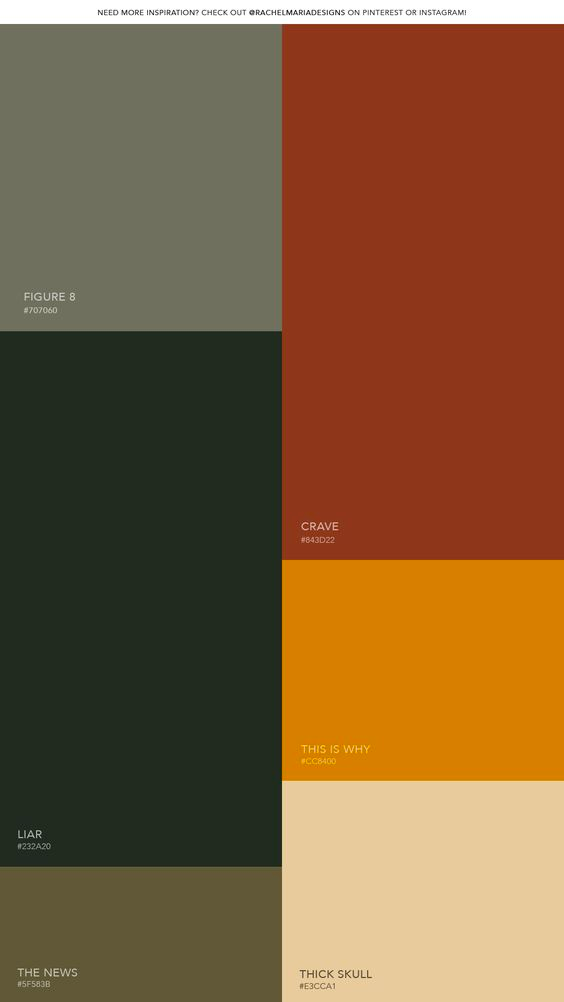 NEED MORE INSPIRATION? CHECK OUT @RACHELMARIADESIGNS ON PINTEREST OR INSTAGRAM!
FIGURE 8
#707060
CRAVE
#843D22
THIS IS WHY
#CC8400
LIAR
#232A20
THE NEWS
#5F583B
THICK SKULL
#E3CCA1